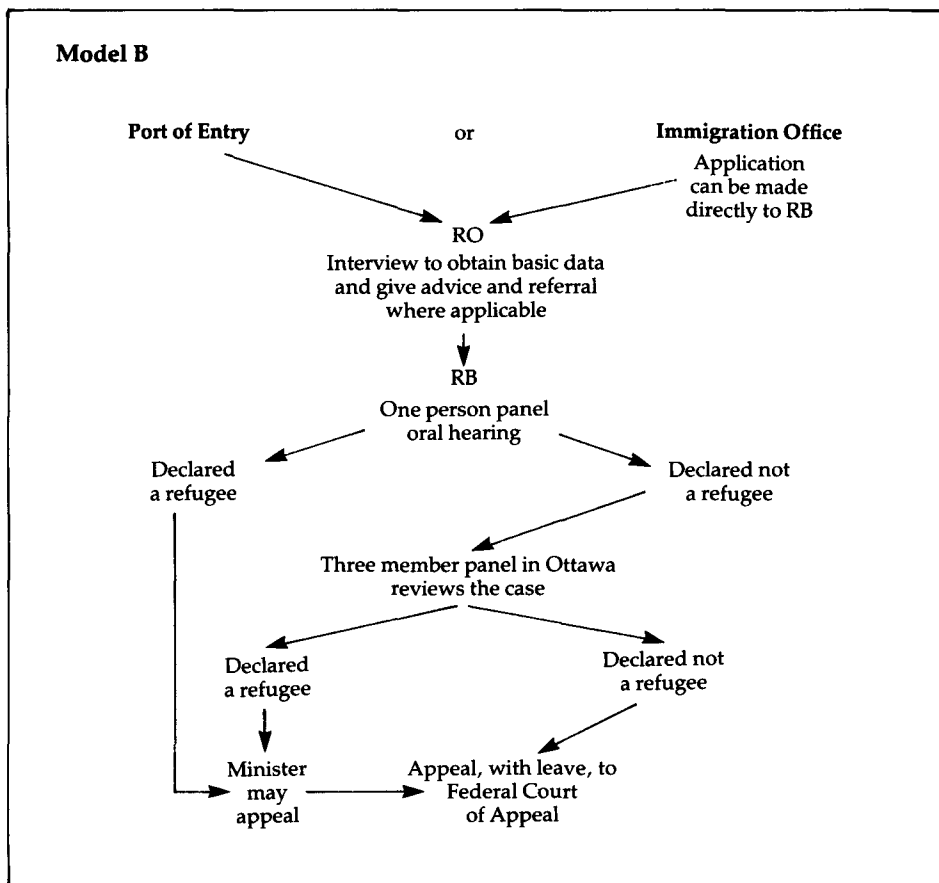 Model B
Port of Entry or Immigration Office
Application
can be made
directly to RB
RO
Interview to obtain basic data
and give advice and referral
where applicable
RB
One person panel
oral hearing
Declared
a refugee
Declared not
a refugee
Three member panel in Ottawa
reviews the case
Declared
a refugee
Declared not
a refugee
Minister
may
appeal
Appeal, with leave, to
Federal Court
of Appeal